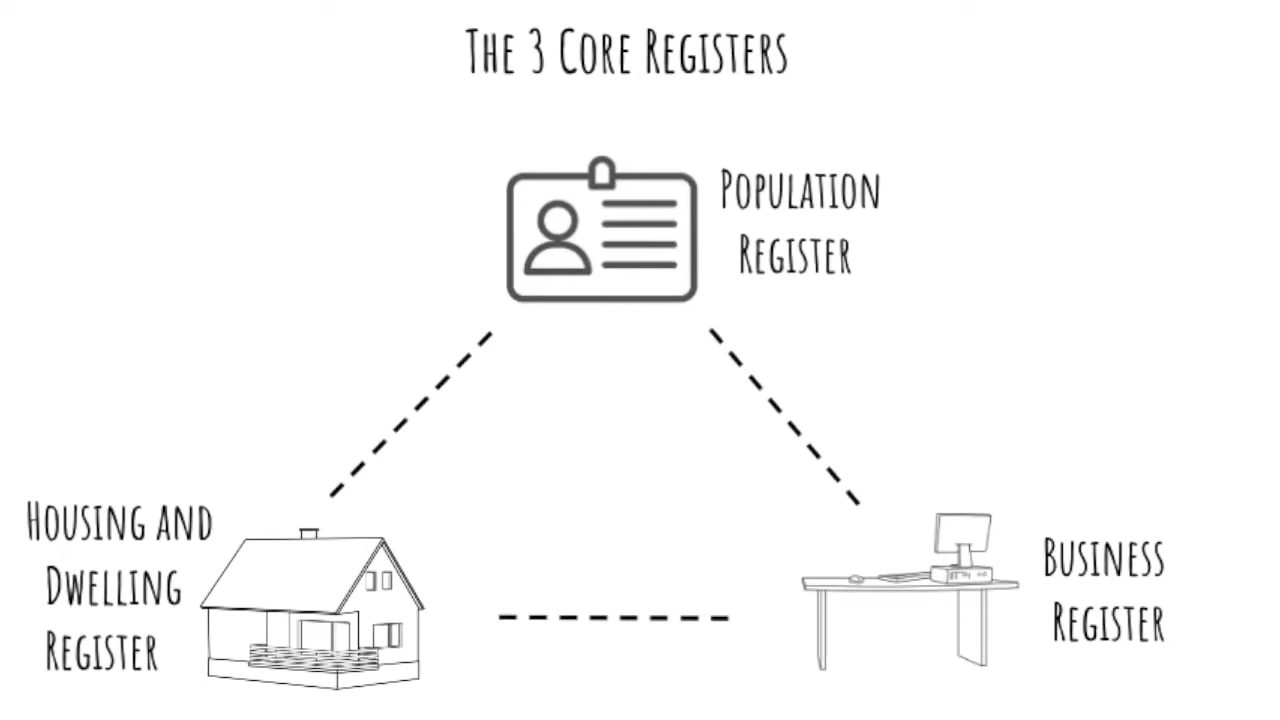 The 3 Core Registers
Population
Register
Housing and
Dwelling
Register
Business
Register